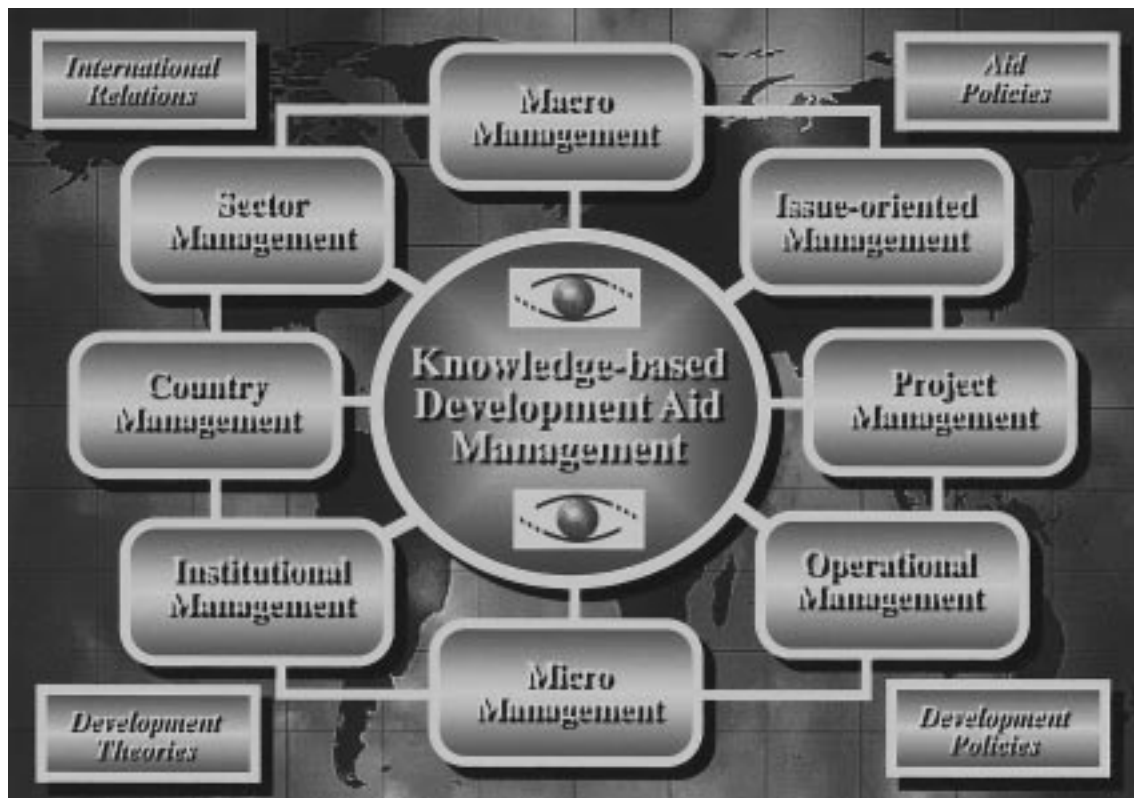 International
Relations
Macro
Management
Aid
Policies
Sector
Management
Issue-oriented
Management
Knowledge-based
Development Aid
Management
Country
Management
Project
Management
Institutional
Management
Operational
Management
Micro
Management
Development
Theories
Development
Policies